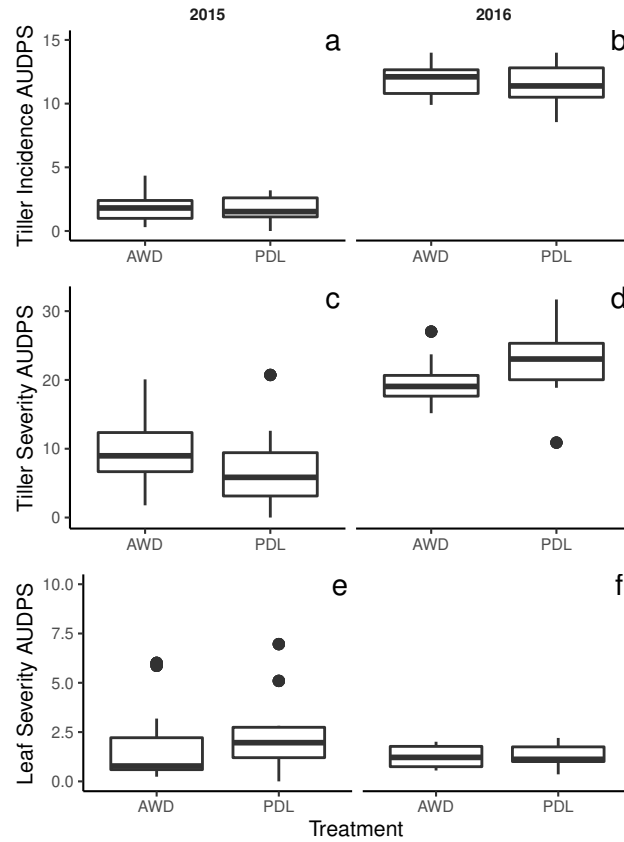 2015 2016
Tiller Incidence AUDPS
a b
15
10
5
0
AWD PDL AWD PDL
Tiller Severity AUDPS
c d
30
20
10
0
AWD PDL AWD PDL
Leaf Severity AUDPS
e f
10.0
7.5
5.0
2.5
0.0
AWD PDL AWD PDL
Treatment